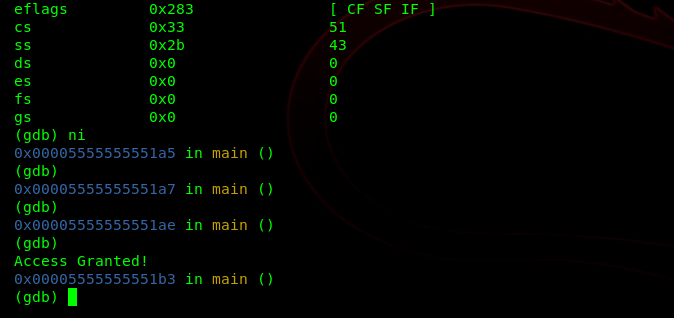 eflags 0x283 [ CF SF IF ]
cs 0x33 51
ss 0x2b 43
ds 0x0 0
es 0x0 0
fs 0x0 0
gs 0x0 0
(gdb) ni
0x00005555555551a5 in main ()
(gdb)
0x00005555555551a7 in main ()
(gdb)
0x00005555555551ae in main ()
(gdb)
Access Granted!
0x00005555555551b3 in main ()
(gdb)